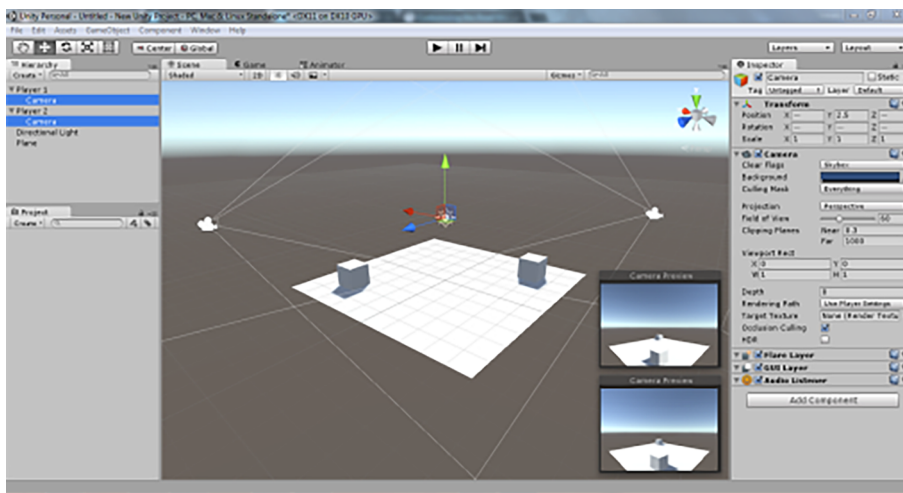 Unity Personal - Untitled - New Unity Project - PC, Mac & Linux Standalone* <DX11 on DX13 GPU>
File Edit Assets GameObject Component Window Help
Center Global
Layers Layout
Hierarchy
Create
Player 1
Camera
Player 2
Camera
Directional Light
Plane
Project
Create
Scene Game Animator
Shaded 2D Gizmos
Camera Preview
Camera Preview
Inspector
Camera Static
Tag Untagged Layer Default
Transform
Position X — Y 2.5 Z —
Rotation X — Y — Z —
Scale X 1 Y 1 Z 1
Camera
Clear Flags Skybox
Background
Culling Mask Everything
Projection Perspective
Field of View 60
Clipping Planes Near 0.3
Far 1000
Viewport Rect
X 0 Y 0
W 1 H 1
Depth 0
Rendering Path Use Player Settings
Target Texture None (Render Textu
Occlusion Culling
HDR
Flare Layer
GUI Layer
Audio Listener
Add Component